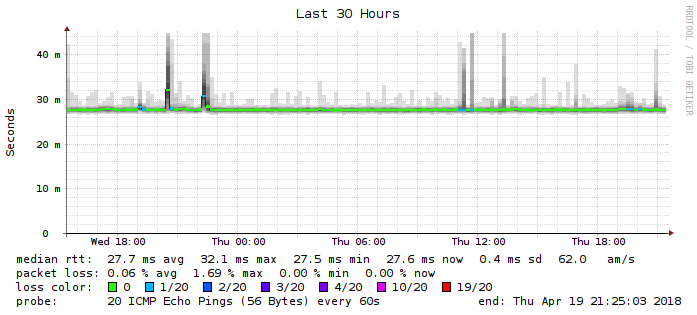 Last 30 Hours
RRDTOOL / TOBI OETIKER
Seconds
40 m
30 m
20 m
10 m
0
Wed 18:00 Thu 00:00 Thu 06:00 Thu 12:00 Thu 18:00
median rtt: 27.7 ms avg 32.1 ms max 27.5 ms min 27.6 ms now 0.4 ms sd 62.0 am/s
packet loss: 0.06 % avg 1.69 % max 0.00 % min 0.00 % now
loss color: 0 1/20 2/20 3/20 4/20 10/20 19/20
probe: 20 ICMP Echo Pings (56 Bytes) every 60s end: Thu Apr 19 21:25:03 2018